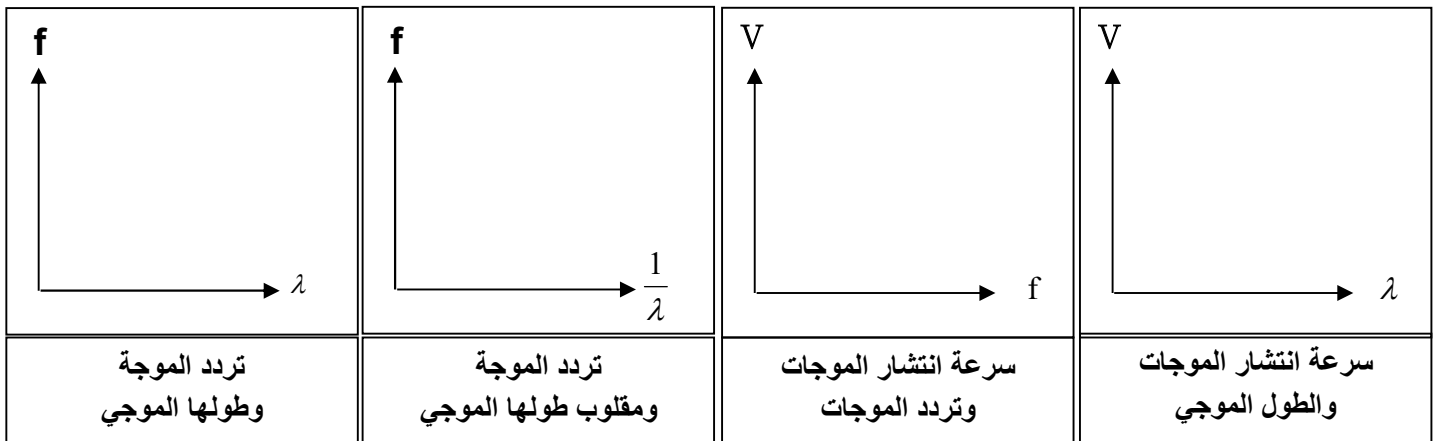 V
λ
سرعة انتشار الموجات
والطول الموجي
V
f
سرعة انتشار الموجات
وتردد الموجات
f
1
λ
تردد الموجة
ومقلوب طولها الموجي
f
λ
تردد الموجة
وطولها الموجي